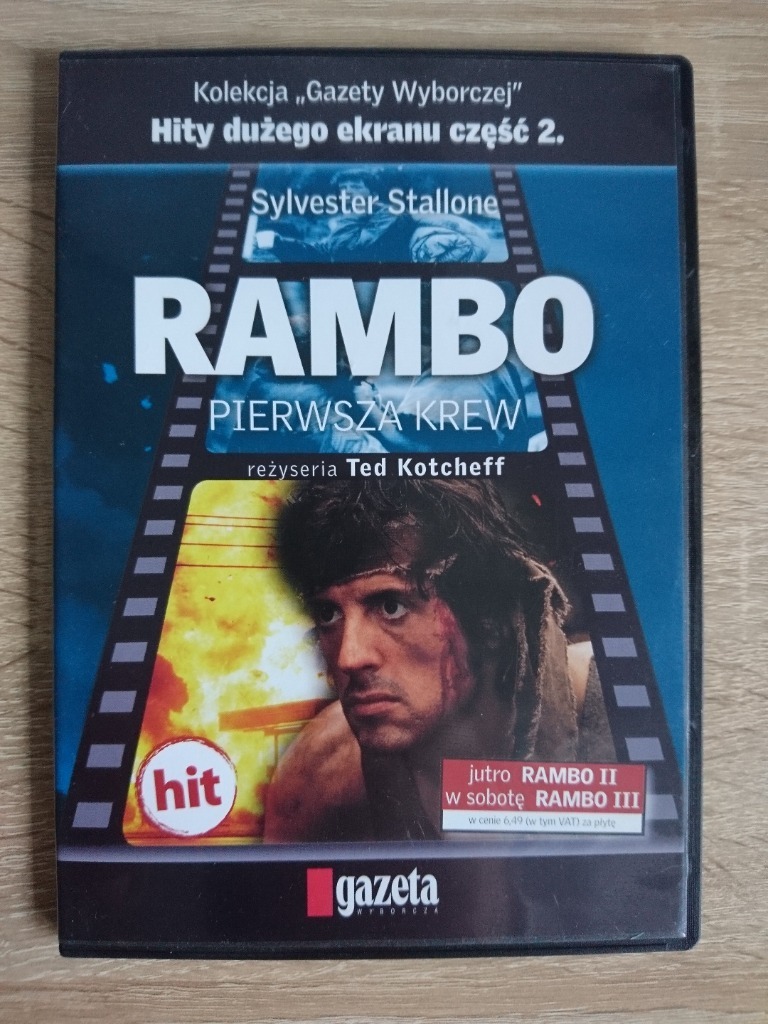 Kolekcja „Gazety Wyborczej”
Hity dużego ekranu część 2.
Sylvester Stallone
RAMBO
PIERWSZA KREW
reżyseria Ted Kotcheff
hit
jutro RAMBO II
w sobotę RAMBO III
w cenie 6,49 (w tym VAT) za płytę
gazeta
WYBORCZA